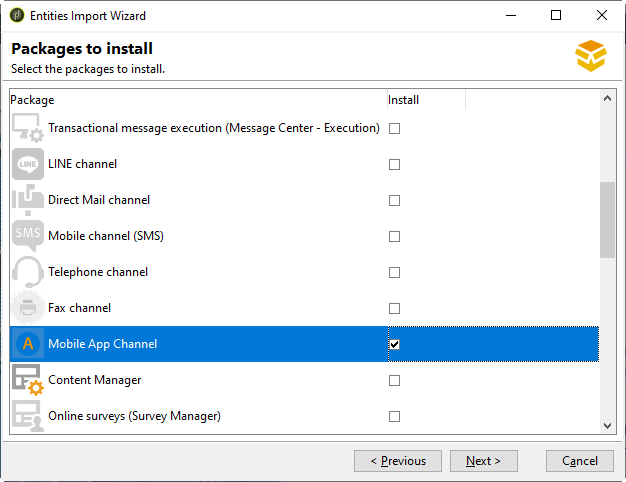 Entities Import Wizard
Packages to install
Select the packages to install.
Package Install
Transactional message execution (Message Center - Execution)
LINE LINE channel
Direct Mail channel
SMS Mobile channel (SMS)
Telephone channel
Fax channel
A Mobile App Channel
Content Manager
Online surveys (Survey Manager)
< Previous Next > Cancel